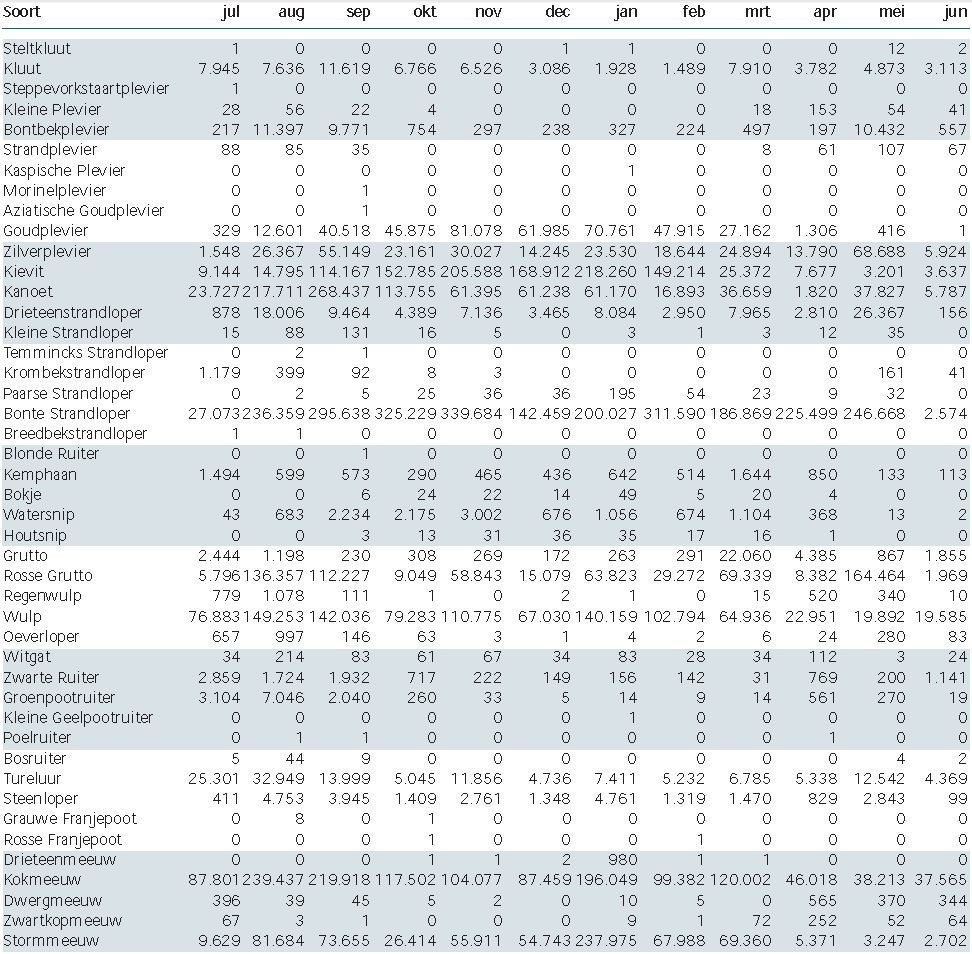 Soort jul aug sep okt nov dec jan feb mrt apr mei jun
Steltkluut 1 0 0 0 0 1 1 0 0 0 12 2
Kluut 7.945 7.636 11.619 6.766 6.526 3.086 1.928 1.489 7.910 3.782 4.873 3.113
Steppevorkstaartplevier 1 0 0 0 0 0 0 0 0 0 0 0
Kleine Plevier 28 56 22 4 0 0 0 0 18 153 54 41
Bontbekplevier 217 11.397 9.771 754 297 238 327 224 497 197 10.432 557
Strandplevier 88 85 35 0 0 0 0 0 8 61 107 67
Kaspische Plevier 0 0 0 0 0 0 1 0 0 0 0 0
Morinelplevier 0 0 1 0 0 0 0 0 0 0 0 0
Aziatische Goudplevier 0 0 1 0 0 0 0 0 0 0 0 0
Goudplevier 329 12.601 40.518 45.875 81.078 61.985 70.761 47.915 27.162 1.306 416 1
Zilverplevier 1.548 26.367 55.149 23.161 30.027 14.245 23.530 18.644 24.894 13.790 68.688 5.924
Kievit 9.144 14.795 114.167 152.785 205.588 168.912 218.260 149.214 25.372 7.677 3.201 3.637
Kanoet 23.727 217.711 268.437 113.755 61.395 61.238 61.170 16.893 36.659 1.820 37.827 5.787
Drieteenstrandloper 878 18.006 9.464 4.389 7.136 3.465 8.084 2.950 7.965 2.810 26.367 156
Kleine Strandloper 15 88 131 16 5 0 3 1 3 12 35 0
Temmincks Strandloper 0 2 1 0 0 0 0 0 0 0 0 0
Krombekstrandloper 1.179 399 92 8 3 0 0 0 0 0 161 41
Paarse Strandloper 0 2 5 25 36 36 195 54 23 9 32 0
Bonte Strandloper 27.073 236.359 295.638 325.229 339.684 142.459 200.027 311.590 186.869 225.499 246.668 2.574
Breedbekstrandloper 1 1 0 0 0 0 0 0 0 0 0 0
Blonde Ruiter 0 0 1 0 0 0 0 0 0 0 0 0
Kemphaan 1.494 599 573 290 465 436 642 514 1.644 850 133 113
Bokje 0 0 6 24 22 14 49 5 20 4 0 0
Watersnip 43 683 2.234 2.175 3.002 676 1.056 674 1.104 368 13 2
Houtsnip 0 0 3 13 31 36 35 17 16 1 0 0
Grutto 2.444 1.198 230 308 269 172 263 291 22.060 4.385 867 1.855
Rosse Grutto 5.796 136.357 112.227 9.049 58.843 15.079 63.823 29.272 69.339 8.382 164.464 1.969
Regenwulp 779 1.078 111 1 0 2 1 0 15 520 340 10
Wulp 76.883 149.253 142.036 79.283 110.775 67.030 140.159 102.794 64.936 22.951 19.892 19.585
Oeverloper 657 997 146 63 3 1 4 2 6 24 280 83
Witgat 34 214 83 61 67 34 83 28 34 112 3 24
Zwarte Ruiter 2.859 1.724 1.932 717 222 149 156 142 31 769 200 1.141
Groenpootruiter 3.104 7.046 2.040 260 33 5 14 9 14 561 270 19
Kleine Geelpootruiter 0 0 0 0 0 0 1 0 0 0 0 0
Poelruiter 0 1 1 0 0 0 0 0 0 1 0 0
Bosruiter 5 44 9 0 0 0 0 0 0 0 4 2
Tureluur 25.301 32.949 13.999 5.045 11.856 4.736 7.411 5.232 6.785 5.338 12.542 4.369
Steenloper 411 4.753 3.945 1.409 2.761 1.348 4.761 1.319 1.470 829 2.843 99
Grauwe Franjepoot 0 8 0 1 0 0 0 0 0 0 0 0
Rosse Franjepoot 0 0 0 1 0 0 0 1 0 0 0 0
Drieteenmeeuw 0 0 0 1 1 2 980 1 1 0 0 0
Kokmeeuw 87.801 239.437 219.918 117.502 104.077 87.459 196.049 99.382 120.002 46.018 38.213 37.565
Dwergmeeuw 396 39 45 5 2 0 10 5 0 565 370 344
Zwartkopmeeuw 67 3 1 0 0 0 9 1 72 252 52 64
Stormmeeuw 9.629 81.684 73.655 26.414 55.911 54.743 237.975 67.988 69.360 5.371 3.247 2.702